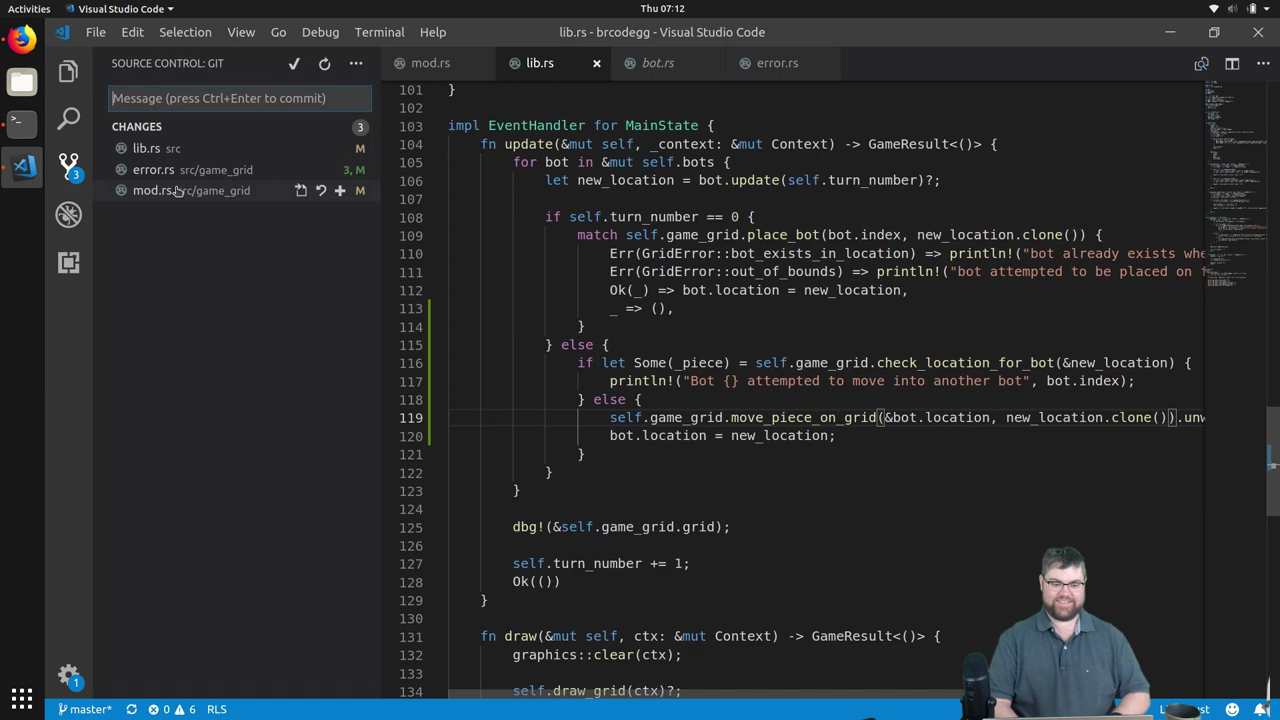 Activities
Visual Studio Code
Thu 07:12
File Edit Selection View Go Debug Terminal Help
lib.rs - brcodegg - Visual Studio Code
SOURCE CONTROL: GIT
Message (press Ctrl+Enter to commit)
CHANGES 3
lib.rs src M
error.rs src/game_grid 3, M
mod.rs src/game_grid M
3
1
mod.rs lib.rs bot.rs error.rs
101 }
102
103 impl EventHandler for MainState {
104 fn update(&mut self, _context: &mut Context) -> GameResult<()> {
105 for bot in &mut self.bots {
106 let new_location = bot.update(self.turn_number)?;
107
108 if self.turn_number == 0 {
109 match self.game_grid.place_bot(bot.index, new_location.clone()) {
110 Err(GridError::bot_exists_in_location) => println!("bot already exists whe
111 Err(GridError::out_of_bounds) => println!("bot attempted to be placed on
112 Ok(_) => bot.location = new_location,
113 _ => (),
114 }
115 } else {
116 if let Some(_piece) = self.game_grid.check_location_for_bot(&new_location) {
117 println!("Bot {} attempted to move into another bot", bot.index);
118 } else {
119 self.game_grid.move_piece_on_grid(&bot.location, new_location.clone()).unw
120 bot.location = new_location;
121 }
122 }
123 }
124
125 dbg!(&self.game_grid.grid);
126
127 self.turn_number += 1;
128 Ok(())
129 }
130
131 fn draw(&mut self, ctx: &mut Context) -> GameResult<()> {
132 graphics::clear(ctx);
133
134 self.draw_grid(ctx)?;
master* 0 6 RLS